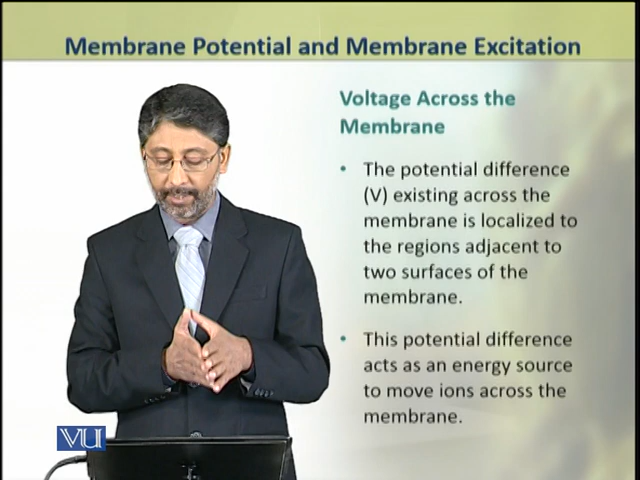 Membrane Potential and Membrane Excitation
Voltage Across the
Membrane
• The potential difference
(V) existing across the
membrane is localized to
the regions adjacent to
two surfaces of the
membrane.
• This potential difference
acts as an energy source
to move ions across the
membrane.
VU